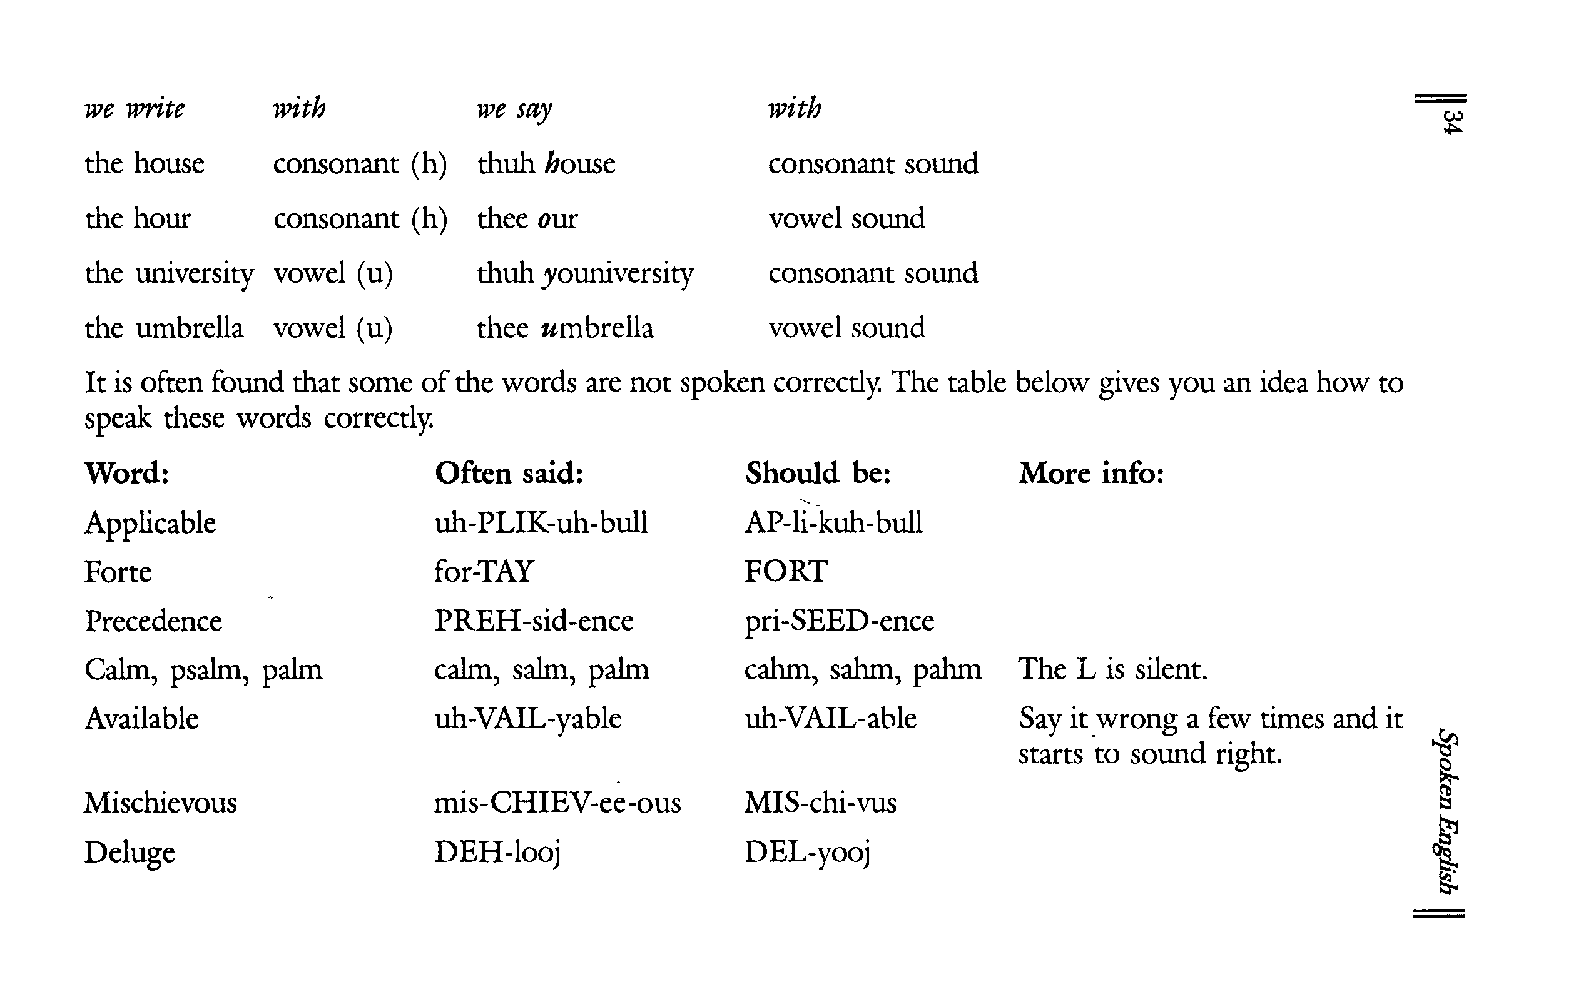 we write with we say with
the house consonant (h) thuh house consonant sound
the hour consonant (h) thee our vowel sound
the university vowel (u) thuh youniversity consonant sound
the umbrella vowel (u) thee umbrella vowel sound
It is often found that some of the words are not spoken correctly. The table below gives you an idea how to
speak these words correctly.
Word: Often said: Should be: More info:
Applicable uh-PLIK-uh-bull AP-li-kuh-bull
Forte for-TAY FORT
Precedence PREH-sid-ence pri-SEED-ence
Calm, psalm, palm calm, salm, palm cahm, sahm, pahm The L is silent.
Available uh-VAIL-yable uh-VAIL-able Say it wrong a few times and it
starts to sound right.
Mischievous mis-CHIEV-ee-ous MIS-chi-vus
Deluge DEH-looj DEL-yooj
34
Spoken English